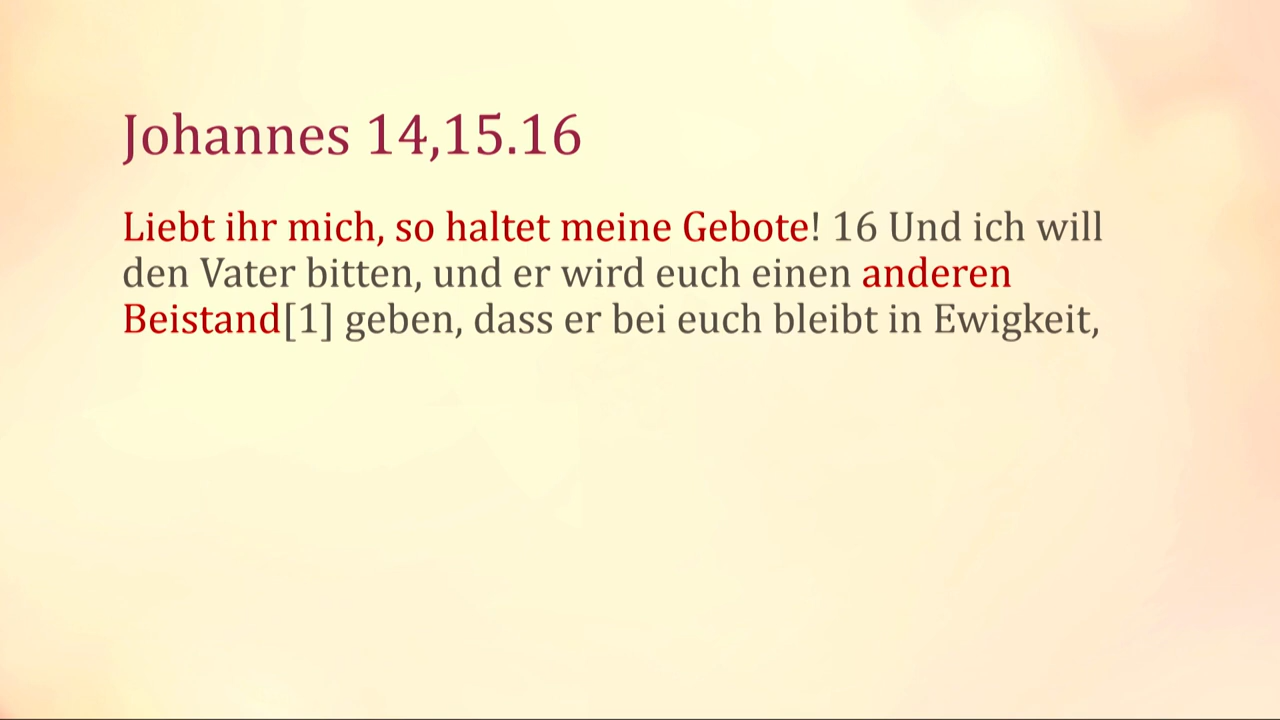 Johannes 14,15.16
Liebt ihr mich, so haltet meine Gebote! 16 Und ich will
den Vater bitten, und er wird euch einen anderen
Beistand[1] geben, dass er bei euch bleibt in Ewigkeit,